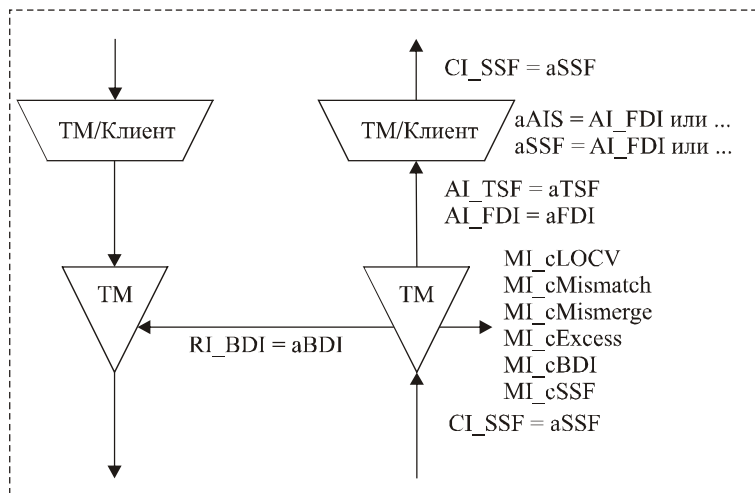 CI_SSF = aSSF
ТМ/Клиент
ТМ/Клиент
aAIS = AI_FDI или ...
aSSF = AI_FDI или ...
AI_TSF = aTSF
AI_FDI = aFDI
ТМ
ТМ
MI_cLOCV
MI_cMismatch
MI_cMismerge
MI_cExcess
MI_cBDI
MI_cSSF
RI_BDI = aBDI
CI_SSF = aSSF